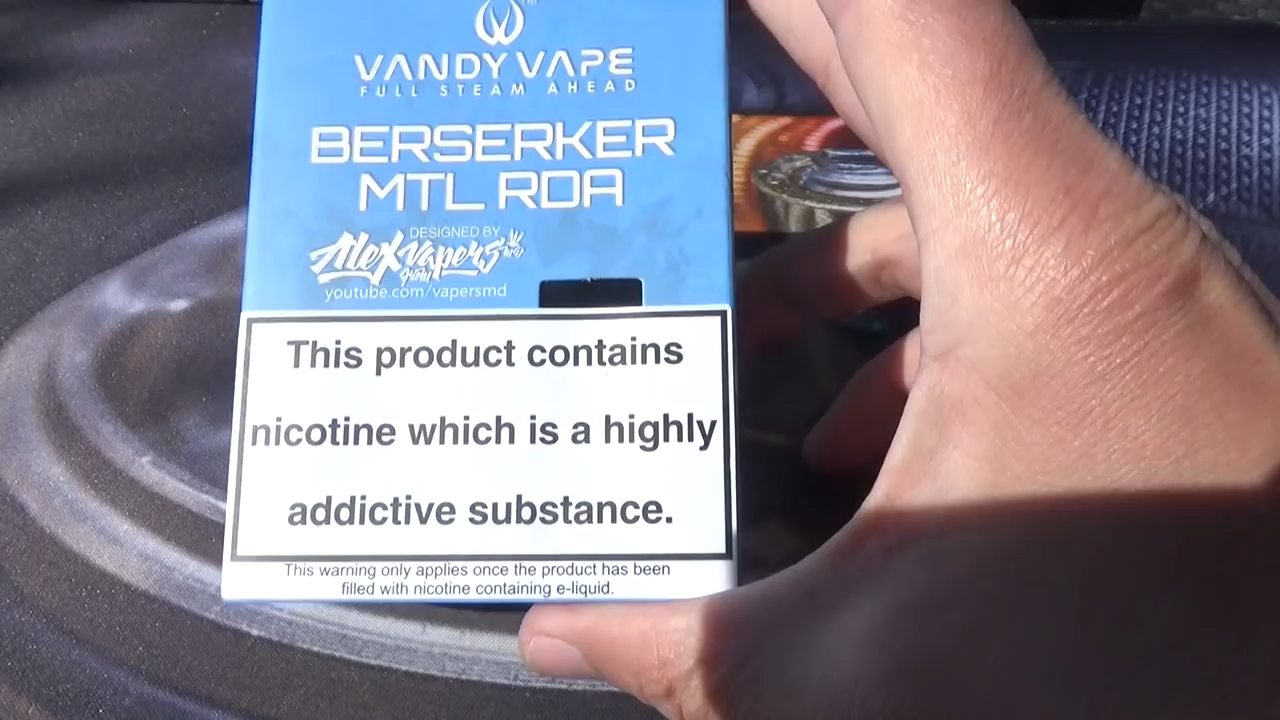 TM
VANDY VAPE
FULL STEAM AHEAD
BERSERKER
MTL RDA
DESIGNED BY
Alexvapers
youtube.com/vapersmd
This product contains
nicotine which is a highly
addictive substance.
This warning only applies once the product has been
filled with nicotine containing e-liquid.